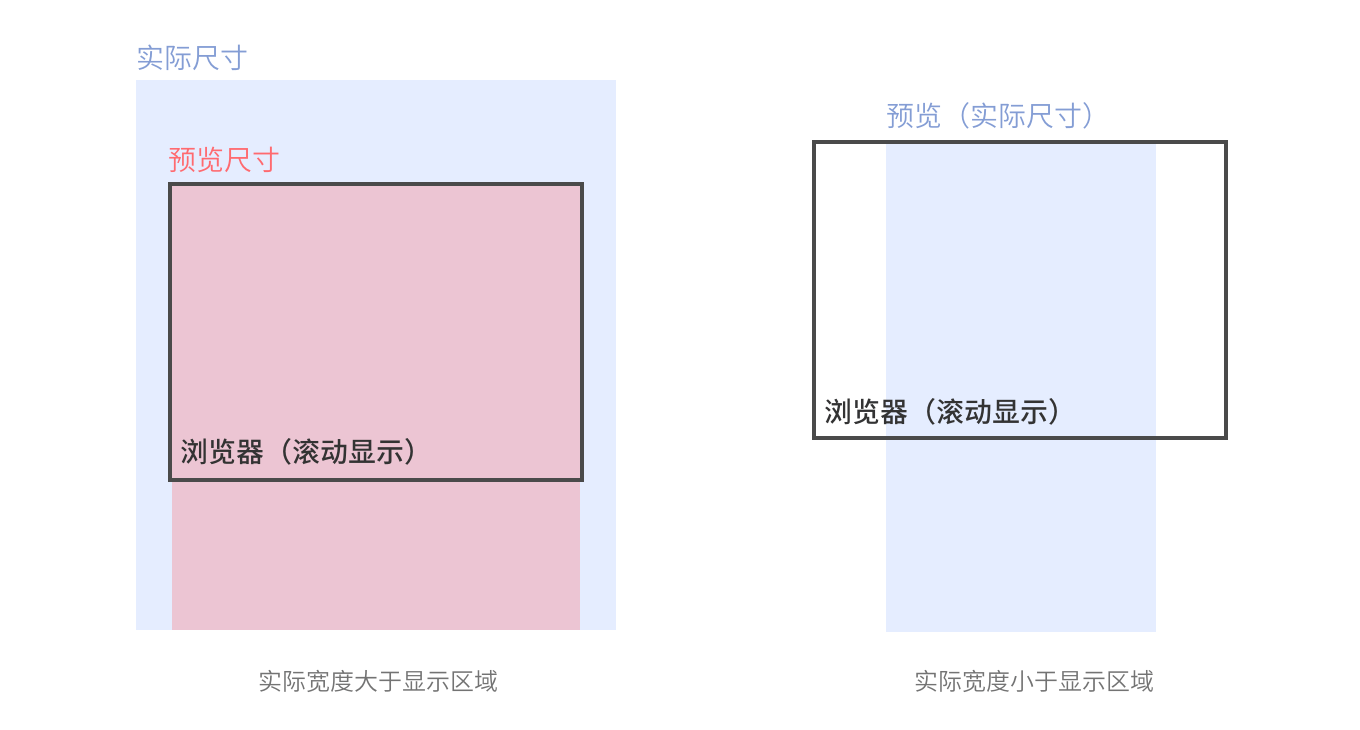 实际尺寸
预览尺寸
浏览器（滚动显示）
实际宽度大于显示区域
预览（实际尺寸）
浏览器（滚动显示）
实际宽度小于显示区域